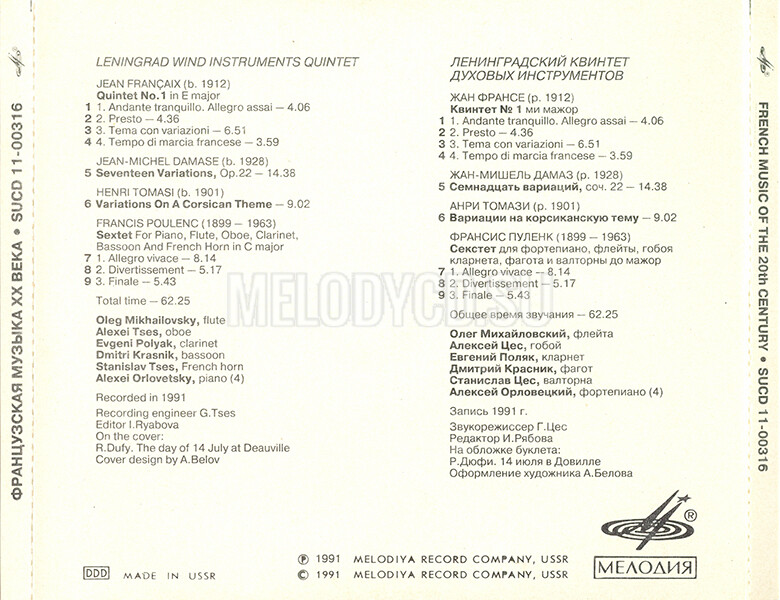 ФРАНЦУЗСКАЯ МУЗЫКА XX ВЕКА • SUCD 11-00316
LENINGRAD WIND INSTRUMENTS QUINTET
JEAN FRANÇAIX (b. 1912)
Quintet No.1 in E major
1 1. Andante tranquillo. Allegro assai – 4.06
2 2. Presto – 4.36
3 3. Tema con variazioni – 6.51
4 4. Tempo di marcia francese – 3.59
JEAN-MICHEL DAMASE (b. 1928)
5 Seventeen Variations, Op.22 – 14.38
HENRI TOMASI (b. 1901)
6 Variations On A Corsican Theme – 9.02
FRANCIS POULENC (1899 – 1963)
Sextet For Piano, Flute, Oboe, Clarinet,
Bassoon And French Horn in C major
7 1. Allegro vivace – 8.14
8 2. Divertissement – 5.17
9 3. Finale – 5.43
Total time – 62.25
Oleg Mikhailovsky, flute
Alexei Tses, oboe
Evgeni Polyak, clarinet
Dmitri Krasnik, bassoon
Stanislav Tses, French horn
Alexei Orlovetsky, piano (4)
Recorded in 1991
Recording engineer G.Tses
Editor I.Ryabova
On the cover:
R.Dufy. The day of 14 July at Deauville
Cover design by A.Belov
ЛЕНИНГРАДСКИЙ КВИНТЕТ
ДУХОВЫХ ИНСТРУМЕНТОВ
ЖАН ФРАНСЕ (р. 1912)
Квинтет № 1 ми мажор
1 1. Andante tranquillo. Allegro assai – 4.06
2 2. Presto – 4.36
3 3. Tema con variazioni – 6.51
4 4. Tempo di marcia francese – 3.59
ЖАН-МИШЕЛЬ ДАМАЗ (р. 1928)
5 Семнадцать вариаций, соч. 22 – 14.38
АНРИ ТОМАЗИ (р. 1901)
6 Вариации на корсиканскую тему – 9.02
ФРАНСИС ПУЛЕНК (1899 – 1963)
Секстет для фортепиано, флейты, гобоя
кларнета, фагота и валторны до мажор
7 1. Allegro vivace – 8.14
8 2. Divertissement – 5.17
9 3. Finale – 5.43
Общее время звучания – 62.25
Олег Михайловский, флейта
Алексей Цес, гобой
Евгений Поляк, кларнет
Дмитрий Красник, фагот
Станислав Цес, валторна
Алексей Орловецкий, фортепиано (4)
Запись 1991 г.
Звукорежиссер Г.Цес
Редактор И.Рябова
На обложке буклета:
Р.Дюфи. 14 июля в Довилле
Оформление художника А.Белова
MELODYCD.SU
DDD MADE IN USSR
℗ 1991 MELODIYA RECORD COMPANY, USSR
© 1991 MELODIYA RECORD COMPANY, USSR
®
МЕЛОДИЯ
FRENCH MUSIC OF THE 20th CENTURY • SUCD 11-00316